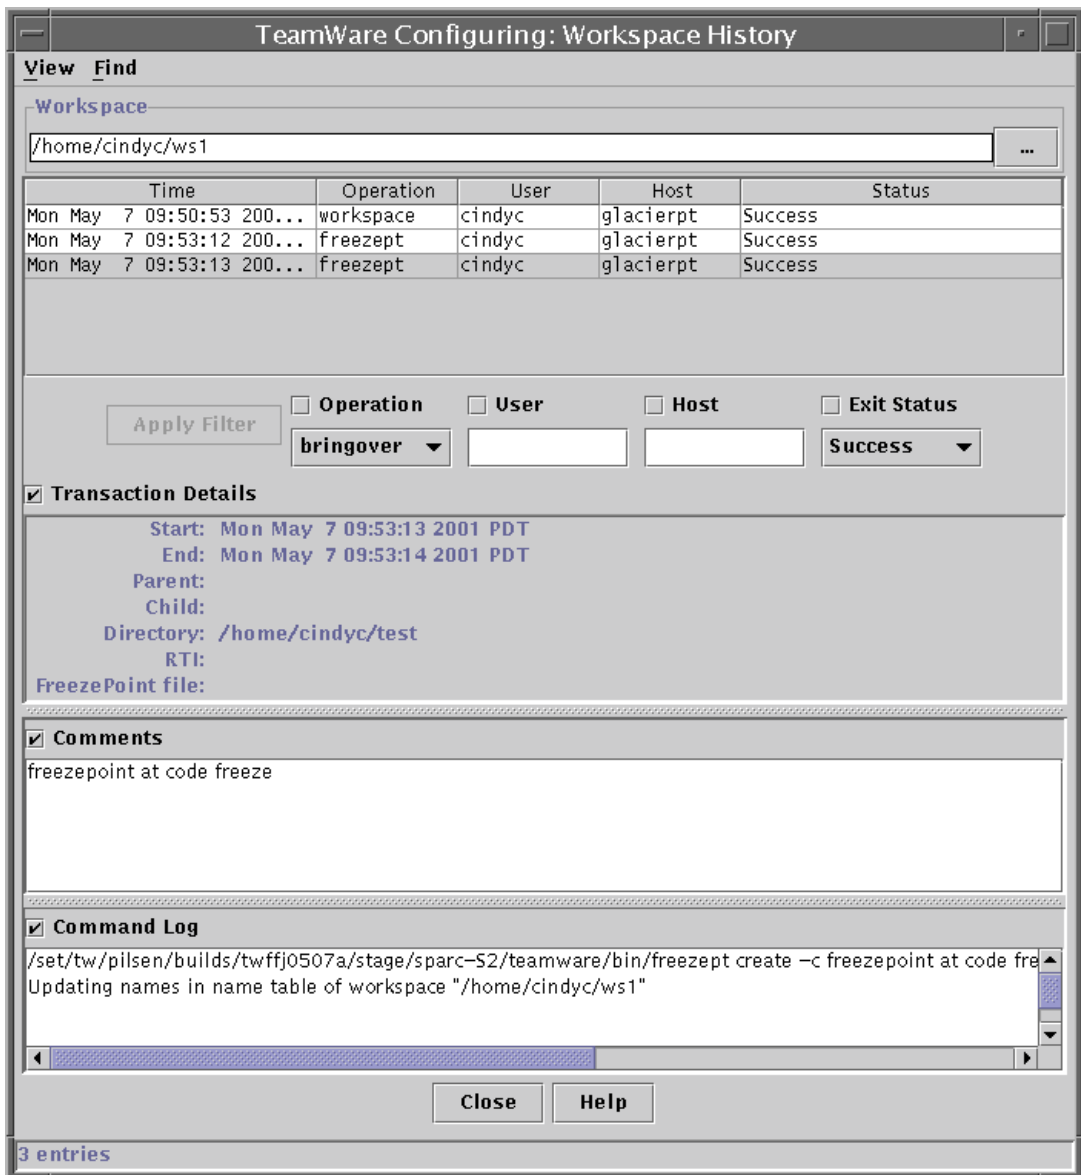 TeamWare Configuring: Workspace History
View Find
Workspace
/home/cindyc/ws1 ...
Time Operation User Host Status
Mon May 7 09:50:53 200... workspace cindyc glacierpt Success
Mon May 7 09:53:12 200... freezept cindyc glacierpt Success
Mon May 7 09:53:13 200... freezept cindyc glacierpt Success
Apply Filter Operation User Host Exit Status
bringover Success
Transaction Details
Start: Mon May 7 09:53:13 2001 PDT
End: Mon May 7 09:53:14 2001 PDT
Parent:
Child:
Directory: /home/cindyc/test
RTI:
FreezePoint file:
Comments
freezepoint at code freeze
Command Log
/set/tw/pilsen/builds/twffj0507a/stage/sparc-S2/teamware/bin/freezept create -c freezepoint at code fre
Updating names in name table of workspace "/home/cindyc/ws1"
Close Help
3 entries